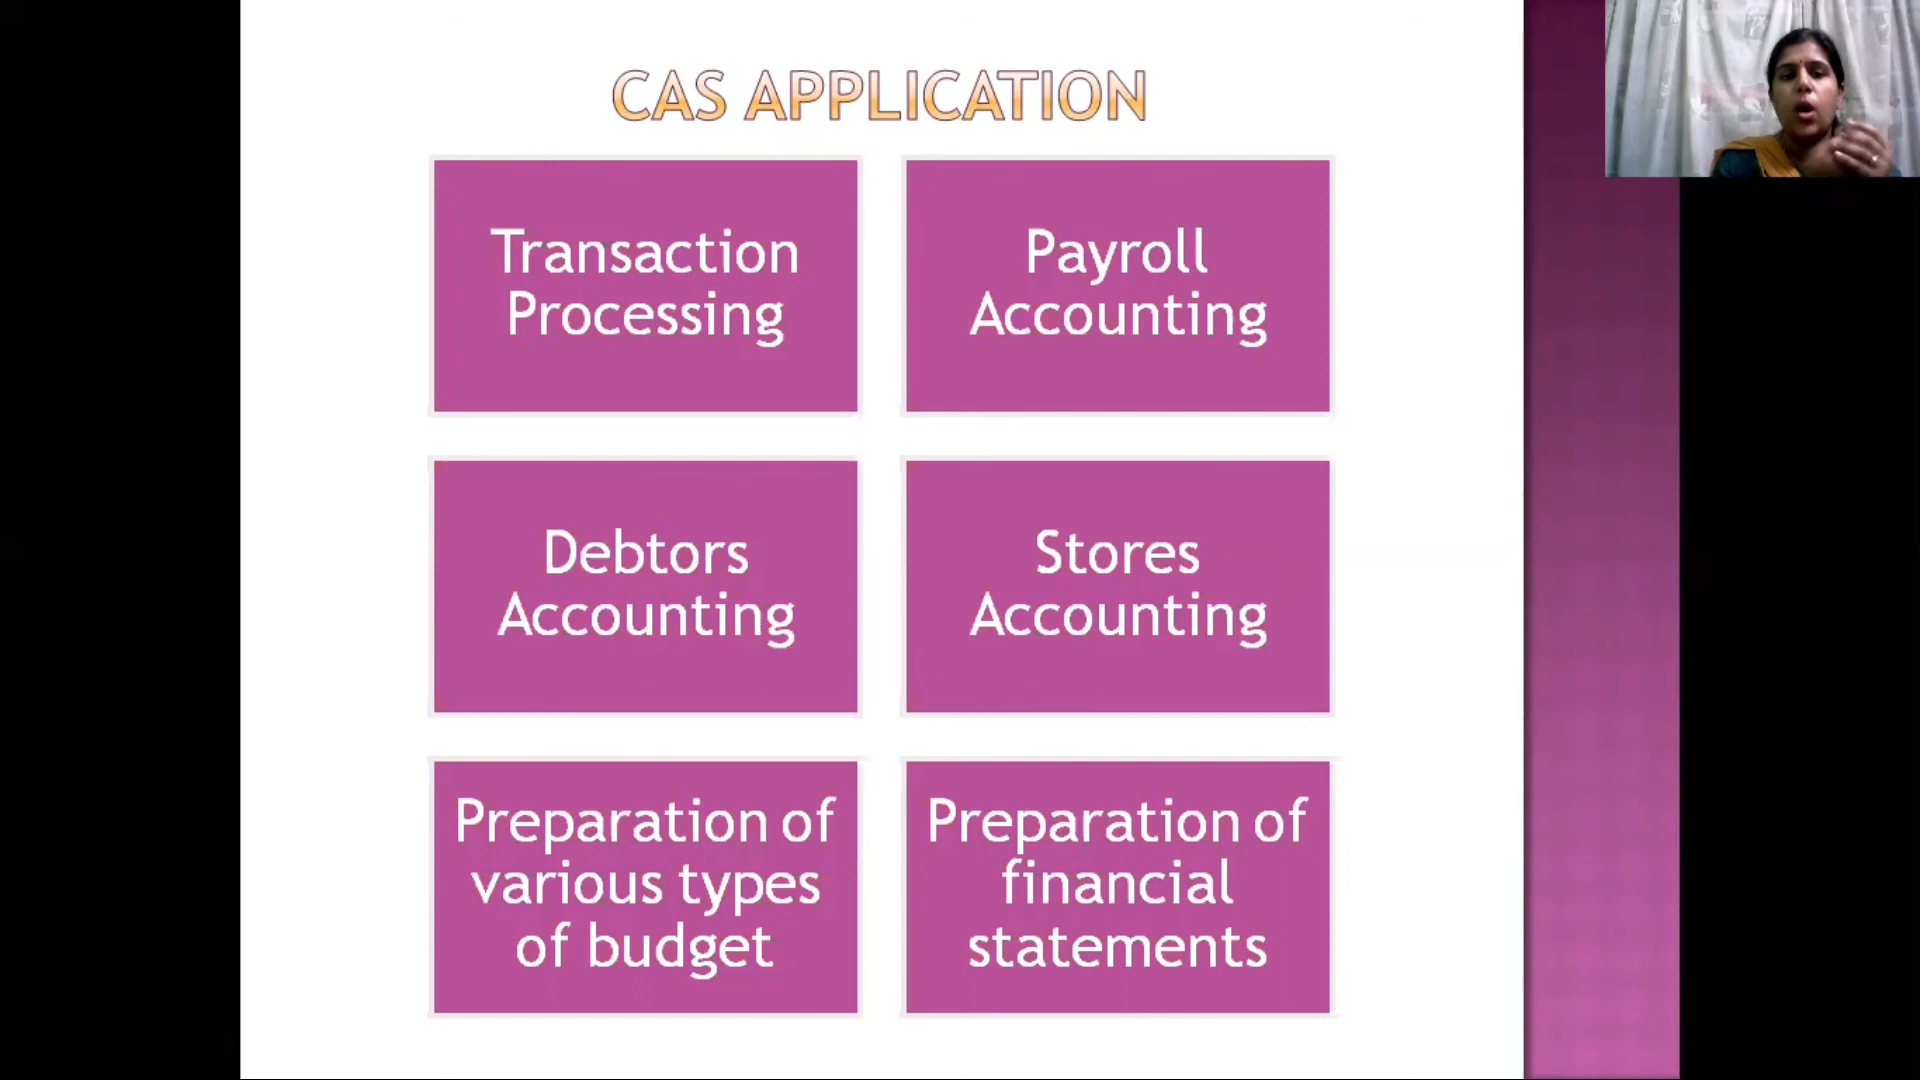 CAS APPLICATION
Transaction
Processing
Payroll
Accounting
Debtors
Accounting
Stores
Accounting
Preparation of
various types
of budget
Preparation of
financial
statements